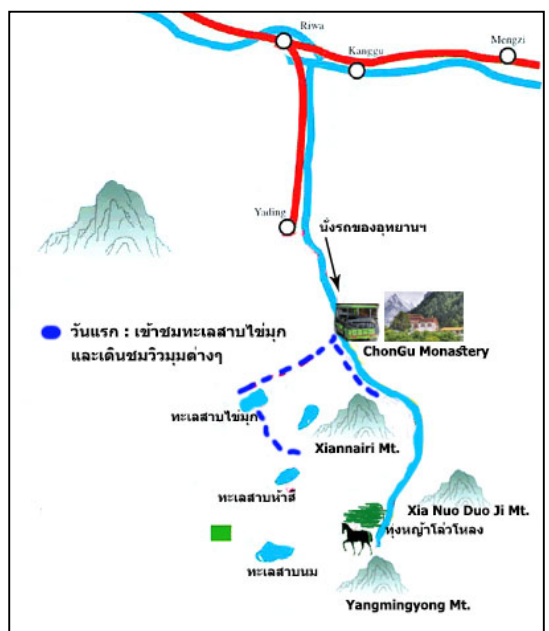 Riwa
Kanggu
Mengzi
Yading
นั่งรถของอุทยานฯ
วันแรก : เข้าชมทะเลสาบไข่มุก
และเดินชมวิวมุมต่างๆ
ChonGu Monastery
ทะเลสาบไข่มุก
Xiannairi Mt.
ทะเลสาบห้าสี
Xia Nuo Duo Ji Mt.
ทุ่งหญ้าโล่วโหลง
ทะเลสาบนม
Yangmingyong Mt.